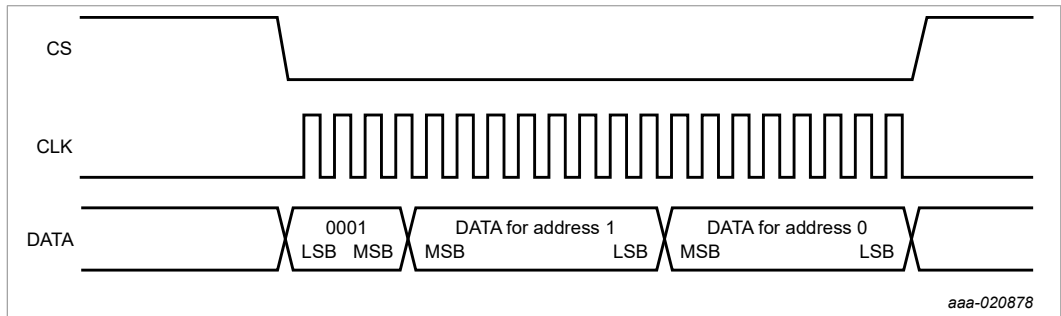 CS
CLK
DATA
0001
DATA for address 1
DATA for address 0
LSB MSB
MSB
LSB
MSB
LSB
aaa-020878